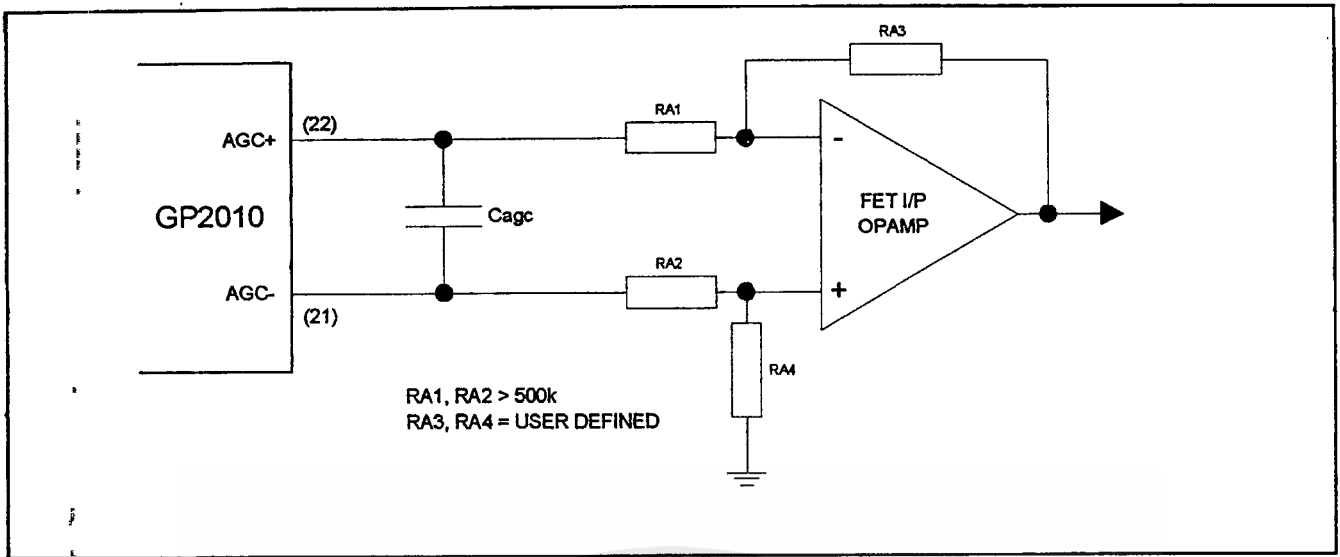 RA3
RA1
AGC+
(22)
-
GP2010
Cagc
FET I/P
OPAMP
RA2
AGC-
(21)
+
RA4
RA1, RA2 > 500k
RA3, RA4 = USER DEFINED